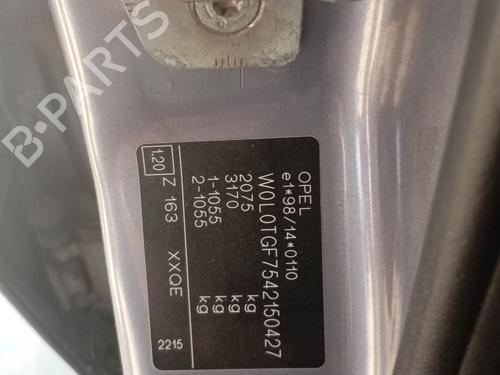 OPEL
e1*98/14*0110
W0L0TGF7542150427
2075 kg
3170 kg
1-1055 kg
2-1055 kg
1.20 Z 163 XXQE 2215
B-PARTS